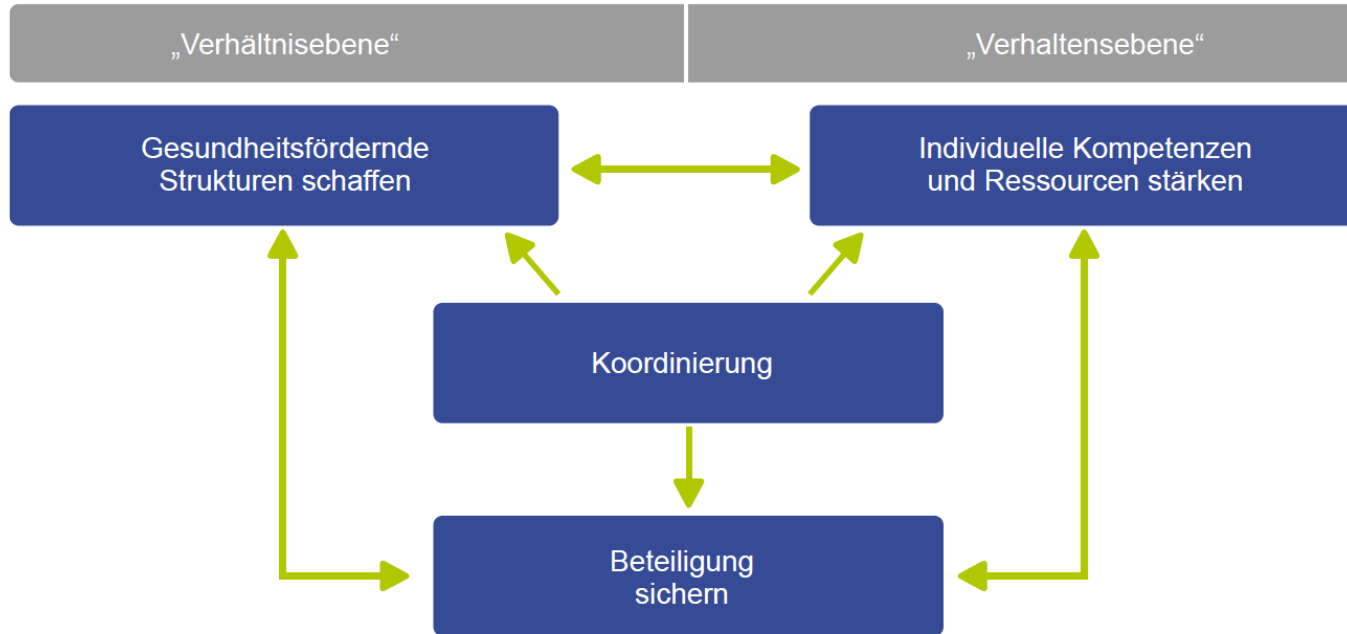 „Verhältnisebene“
„Verhaltensebene“
Gesundheitsfördernde
Strukturen schaffen
Individuelle Kompetenzen
und Ressourcen stärken
Koordinierung
Beteiligung
sichern